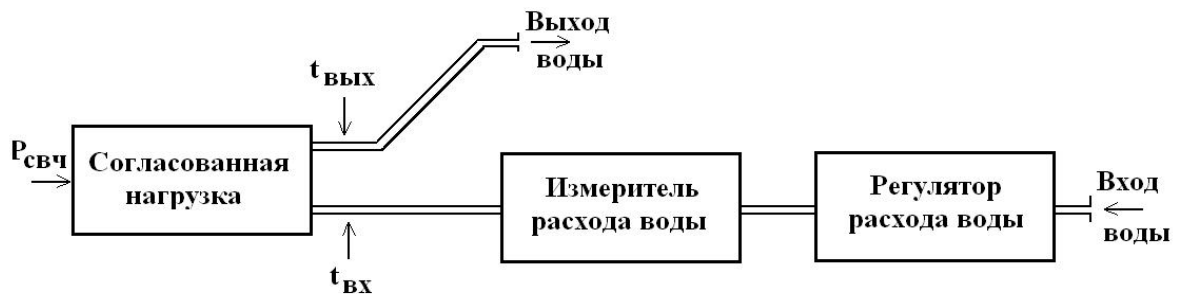 Выход
воды
tвых
Pсвч
Согласованная
нагрузка
Измеритель
расхода воды
Регулятор
расхода воды
Вход
воды
tвх